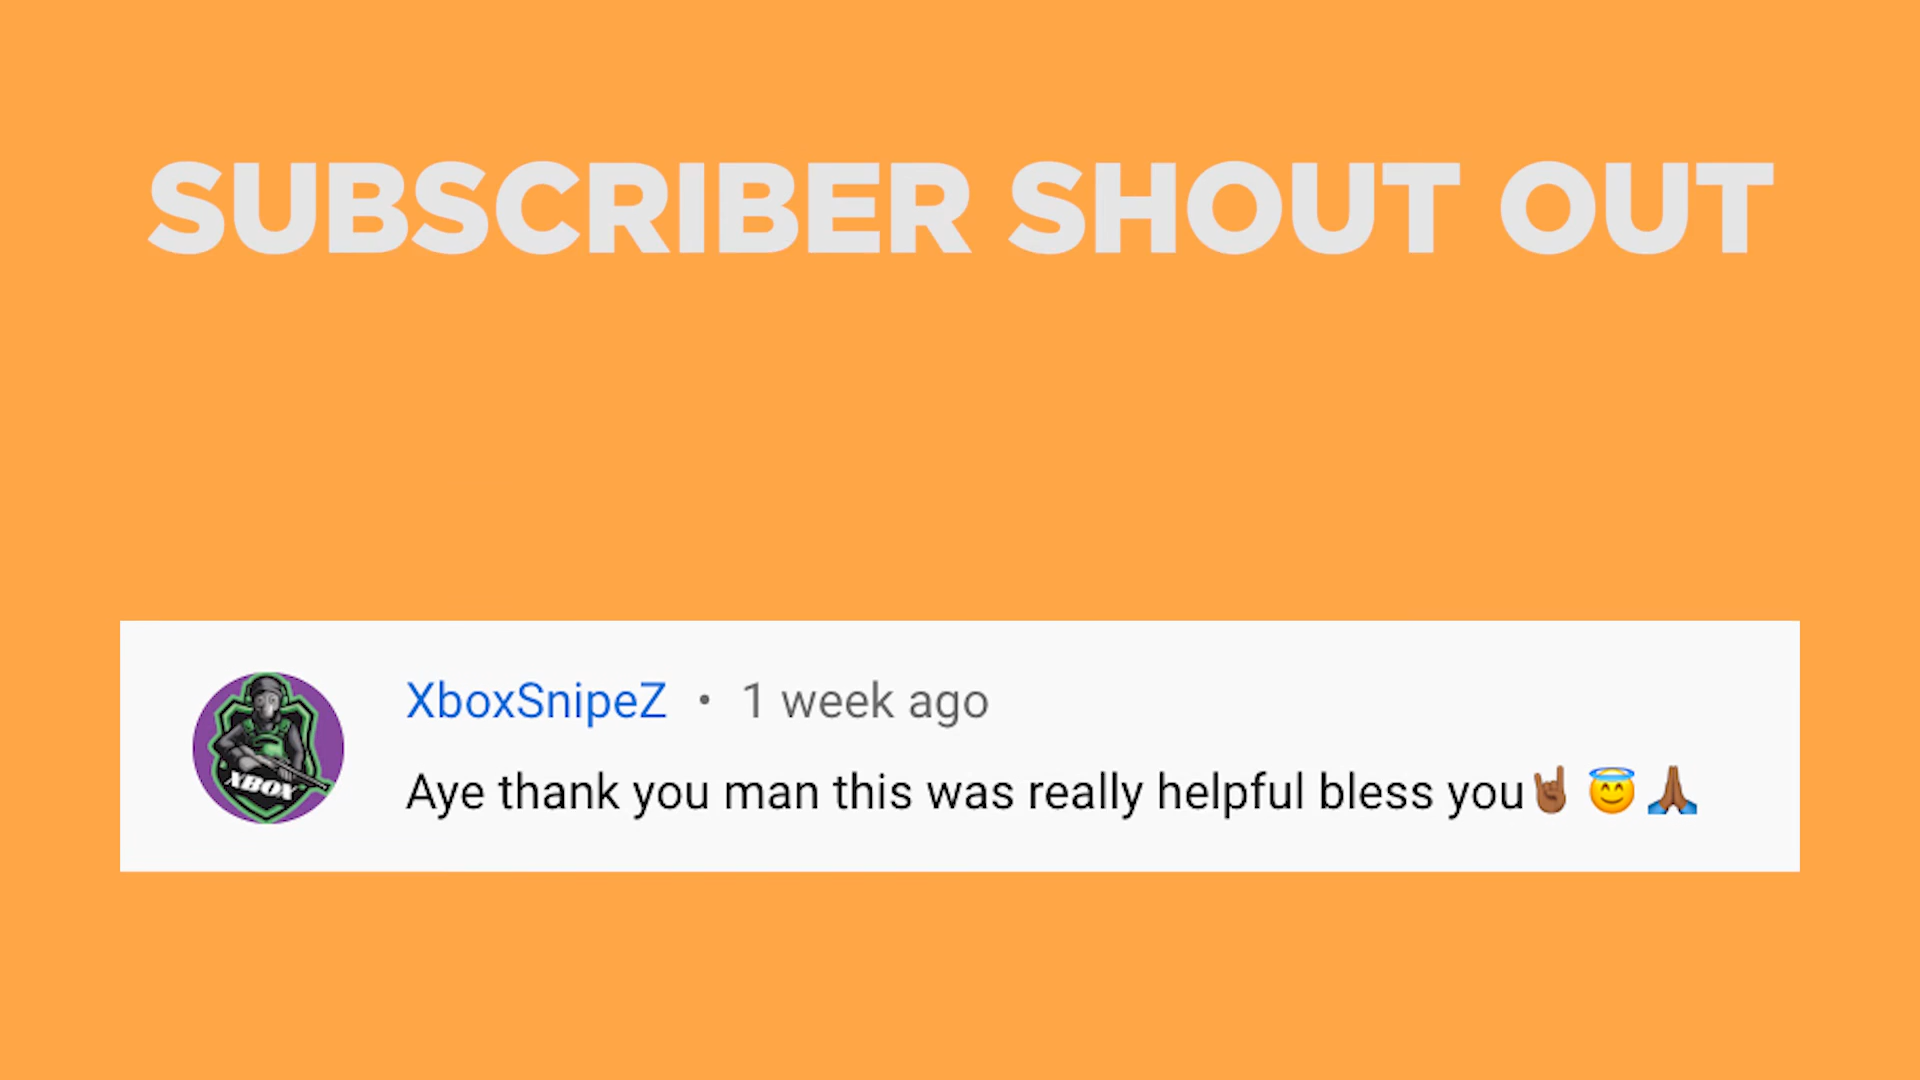 SUBSCRIBER SHOUT OUT
XboxSnipeZ • 1 week ago
XBOX
Aye thank you man this was really helpful bless you🤘🏾 😇 🙏🏾